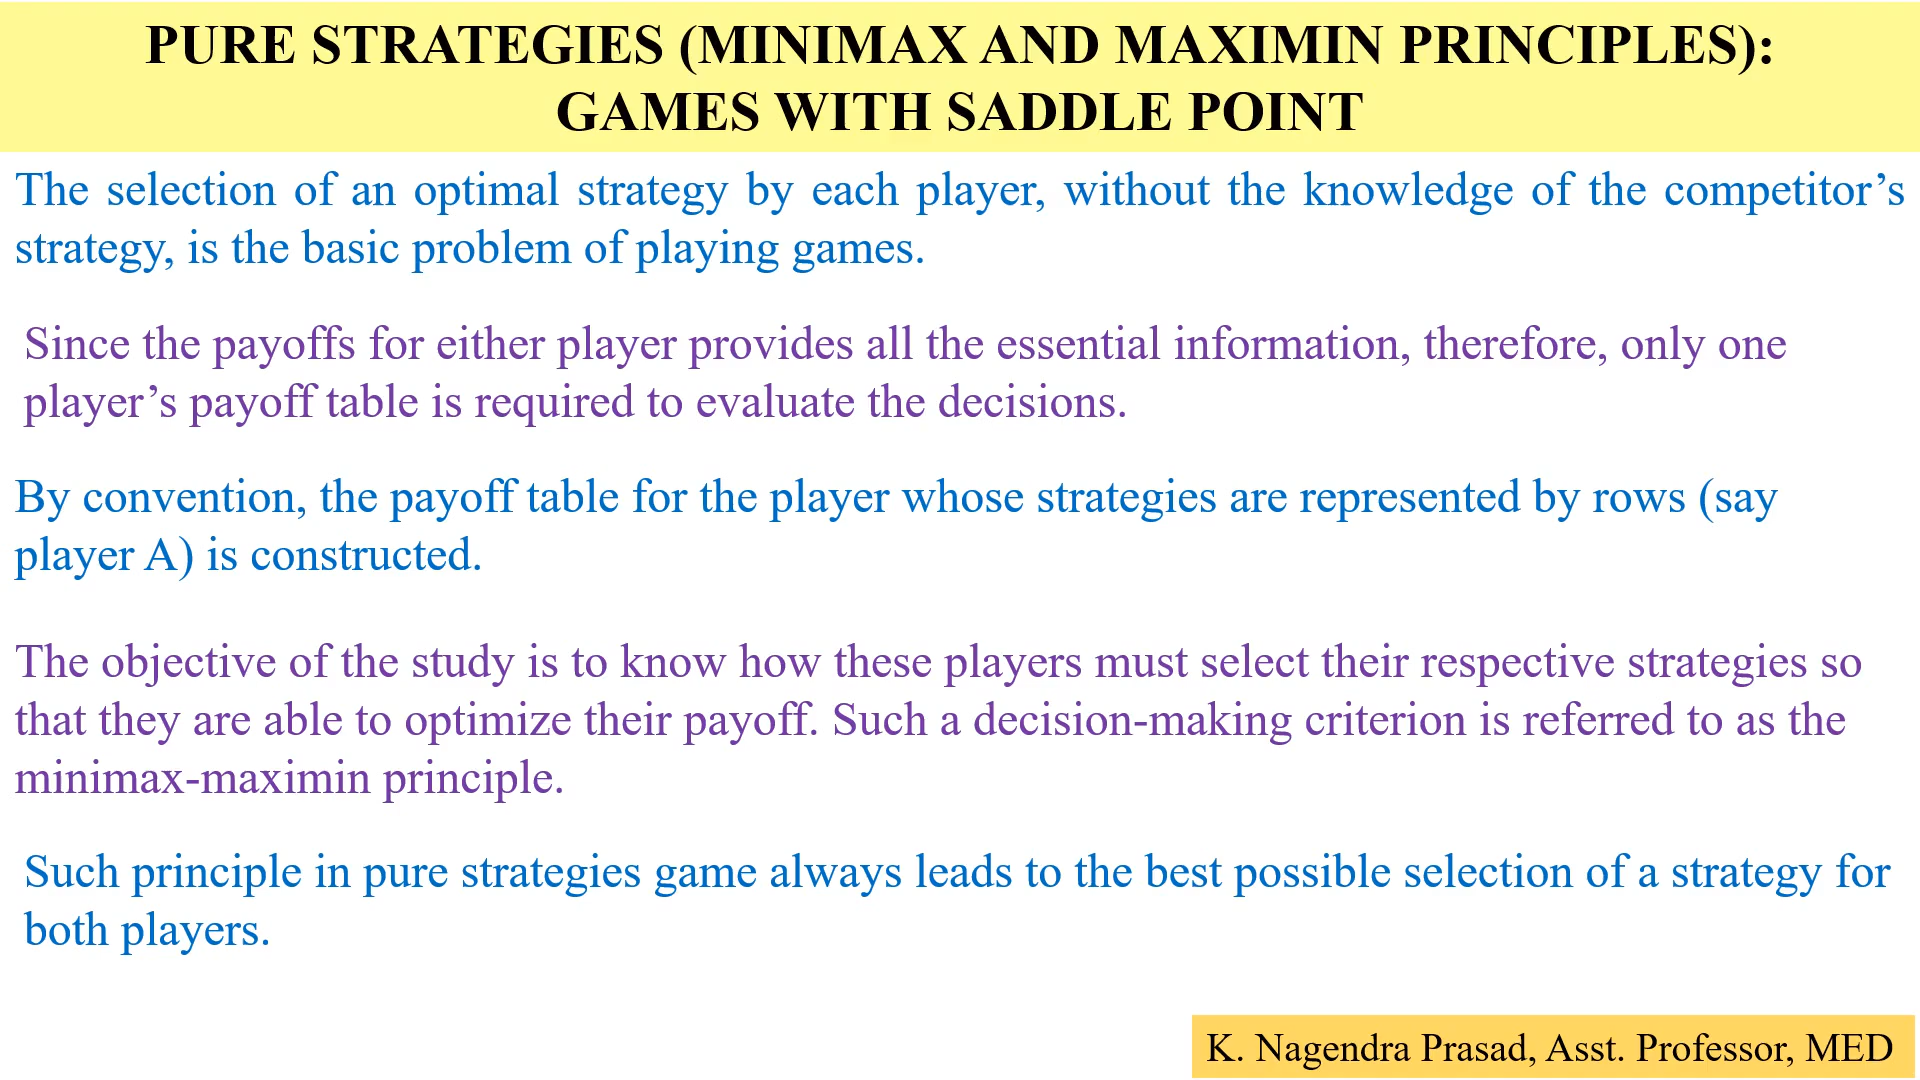 PURE STRATEGIES (MINIMAX AND MAXIMIN PRINCIPLES):
GAMES WITH SADDLE POINT
The selection of an optimal strategy by each player, without the knowledge of the competitor’s
strategy, is the basic problem of playing games.
Since the payoffs for either player provides all the essential information, therefore, only one
player’s payoff table is required to evaluate the decisions.
By convention, the payoff table for the player whose strategies are represented by rows (say
player A) is constructed.
The objective of the study is to know how these players must select their respective strategies so
that they are able to optimize their payoff. Such a decision-making criterion is referred to as the
minimax-maximin principle.
Such principle in pure strategies game always leads to the best possible selection of a strategy for
both players.
K. Nagendra Prasad, Asst. Professor, MED